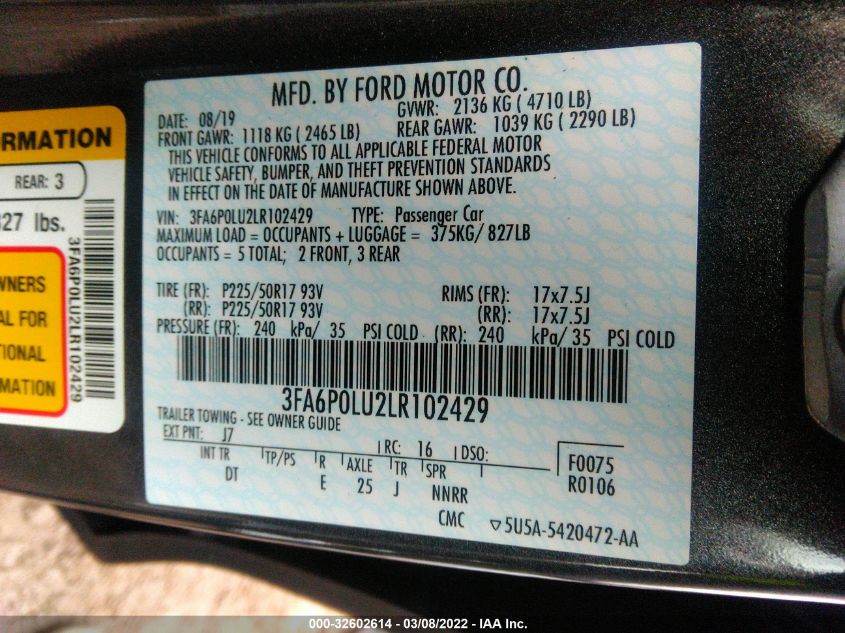 MFD. BY FORD MOTOR CO.
DATE: 08/19 GVWR: 2136 KG ( 4710 LB)
FRONT GAWR: 1118 KG ( 2465 LB) REAR GAWR: 1039 KG ( 2290 LB)
THIS VEHICLE CONFORMS TO ALL APPLICABLE FEDERAL MOTOR
VEHICLE SAFETY, BUMPER, AND THEFT PREVENTION STANDARDS
IN EFFECT ON THE DATE OF MANUFACTURE SHOWN ABOVE.
VIN: 3FA6P0LU2LR102429 TYPE: Passenger Car
MAXIMUM LOAD = OCCUPANTS + LUGGAGE = 375KG/ 827LB
OCCUPANTS = 5 TOTAL; 2 FRONT, 3 REAR
TIRE (FR): P225/50R17 93V RIMS (FR): 17x7.5J
(RR): P225/50R17 93V (RR): 17x7.5J
PRESSURE (FR): 240 kPa/ 35 PSI COLD (RR): 240 kPa/ 35 PSI COLD
3FA6P0LU2LR102429
TRAILER TOWING - SEE OWNER GUIDE
EXT PNT: J7 RC: 16 DSO:
INT TR TP/PS R AXLE TR SPR
DT E 25 J NNRR
F0075
R0106
CMC ▽5U5A-5420472-AA
ORMATION
REAR: 3
827 lbs.
3FA6P0LU2LR102429
WNERS
AL FOR
TIONAL
MATION
000-32602614 - 03/08/2022 - IAA Inc.